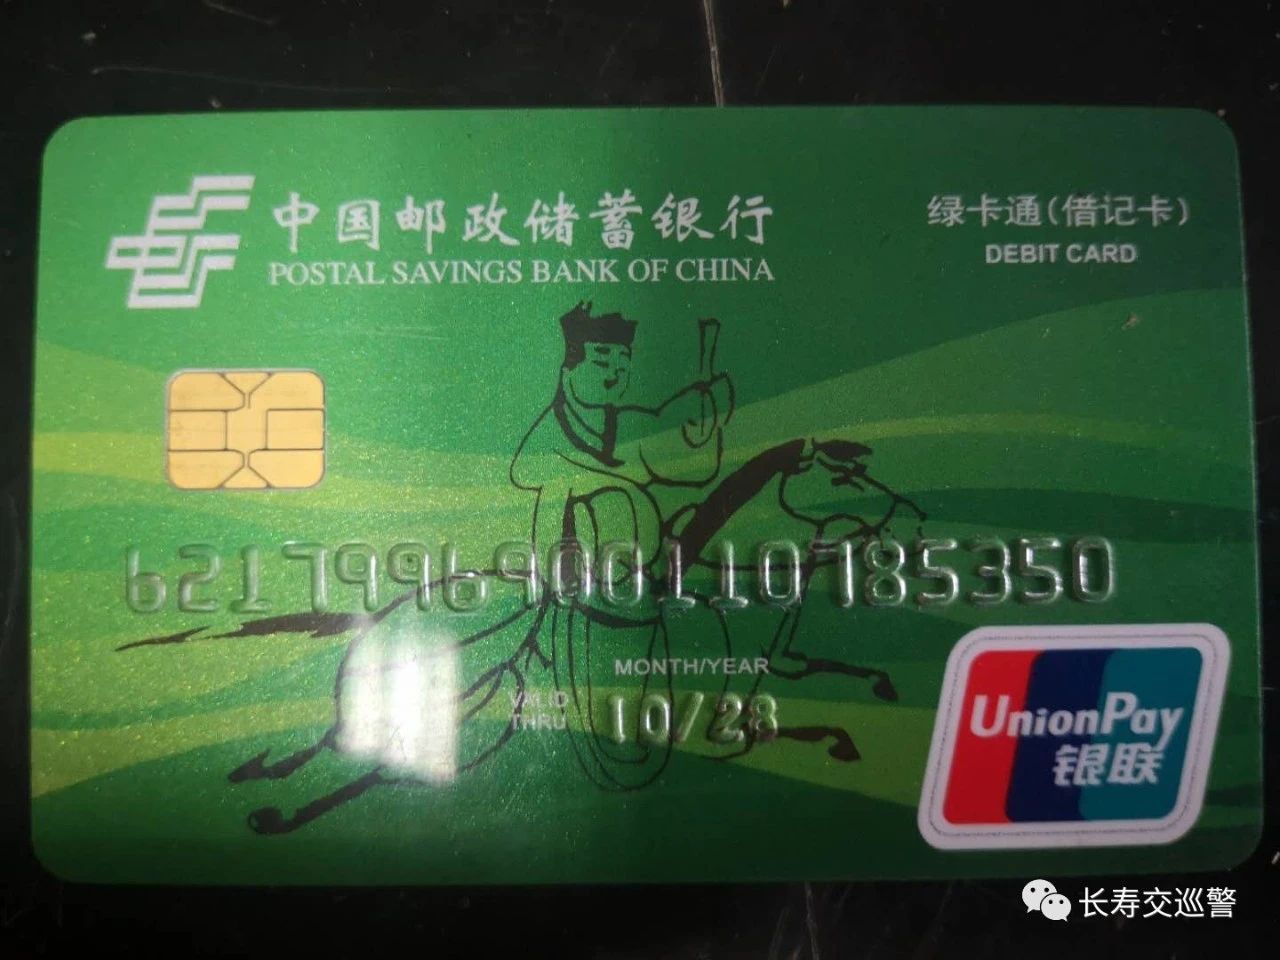 中国邮政储蓄银行
POSTAL SAVINGS BANK OF CHINA
绿卡通(借记卡)
DEBIT CARD
6217996900110785350
MONTH/YEAR
VALID
THRU
10/28
UnionPay
银联
长寿交巡警